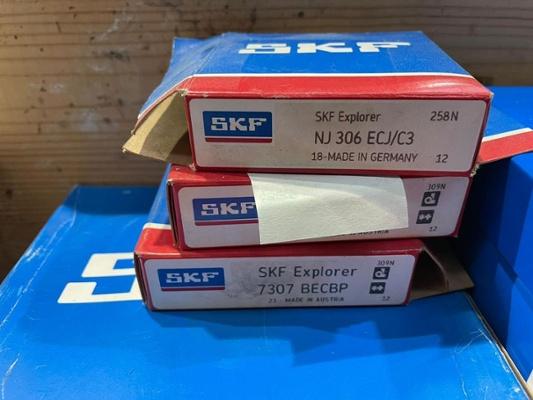 SKF
SKF
SKF Explorer
258N
NJ 306 ECJ/C3
18-MADE IN GERMANY
12
SKF
309N
12
SKF
SKF Explorer
309N
7307 BECBP
21 - MADE IN AUSTRIA
12